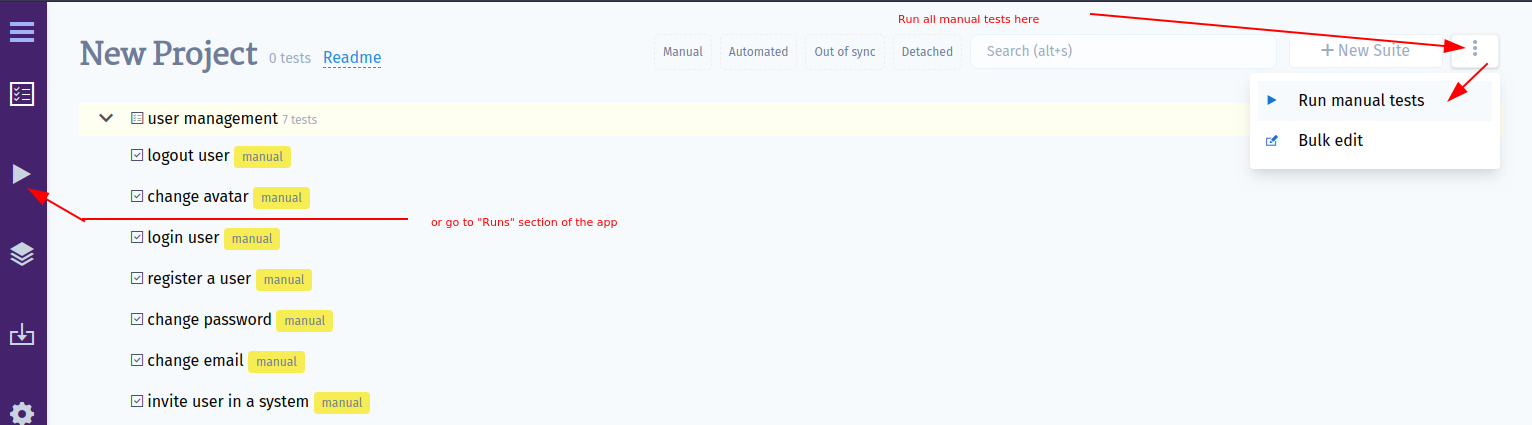 Run all manual tests here
New Project 0 tests Readme
Manual Automated Out of sync Detached Search (alt+s) + New Suite
user management 7 tests
Run manual tests
Bulk edit
logout user manual
change avatar manual
or go to "Runs" section of the app
login user manual
register a user manual
change password manual
change email manual
invite user in a system manual